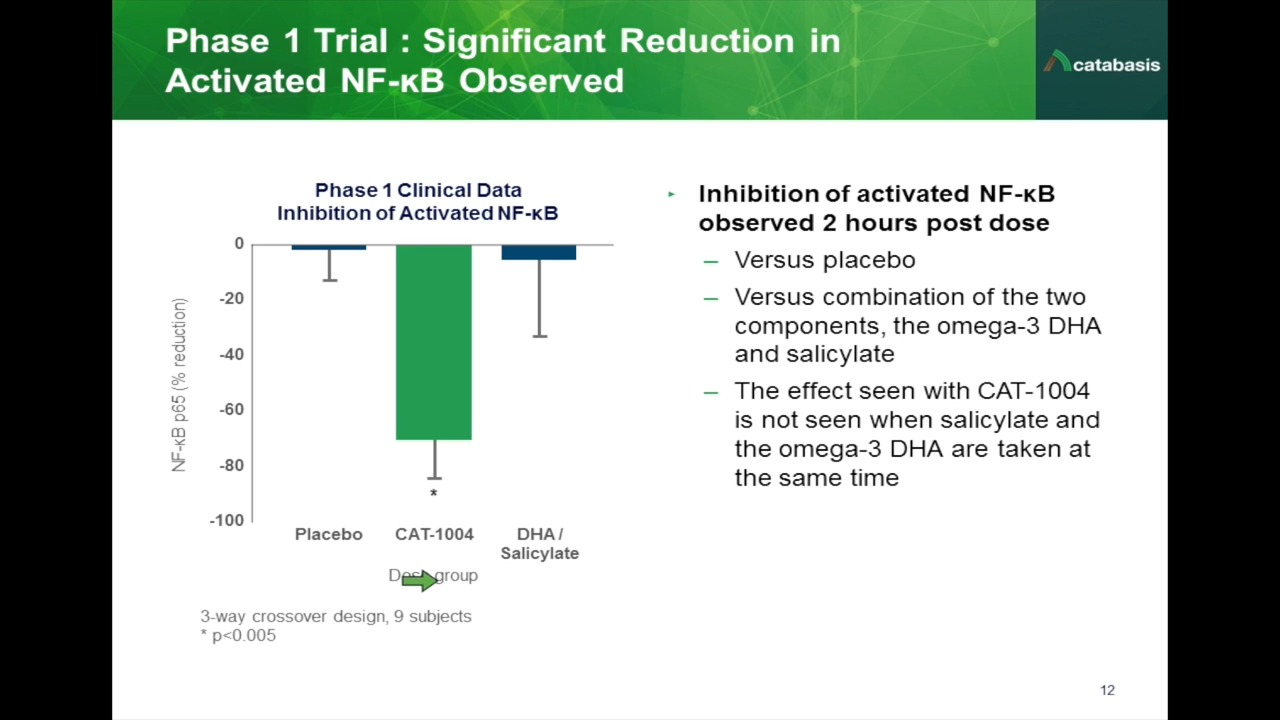 Phase 1 Trial : Significant Reduction in
Activated NF-κB Observed
catabasis
Phase 1 Clinical Data
Inhibition of Activated NF-κB
NF-κB p65 (% reduction)
0
-20
-40
-60
-80
-100
*
Placebo
CAT-1004
DHA /
Salicylate
group
3-way crossover design, 9 subjects
* p<0.005
▸ Inhibition of activated NF-κB
observed 2 hours post dose
– Versus placebo
– Versus combination of the two
components, the omega-3 DHA
and salicylate
– The effect seen with CAT-1004
is not seen when salicylate and
the omega-3 DHA are taken at
the same time
12